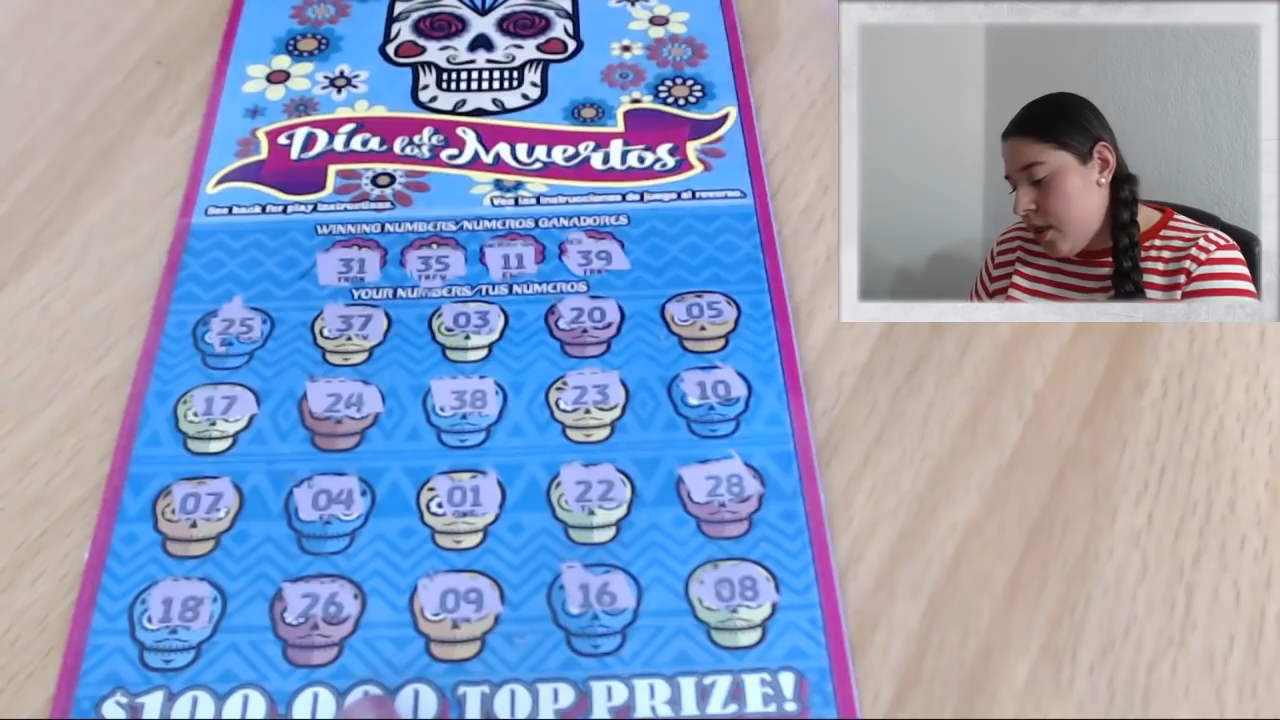 Día de los Muertos
See back for play instructions. Vea las instrucciones de juego al reverso.
WINNING NUMBERS/NÚMEROS GANADORES
31 35 11 39
YOUR NUMBERS/TUS NÚMEROS
25 37 03 20 05
17 24 38 23 10
07 04 01 22 28
18 26 09 16 08
TOP PRIZE!